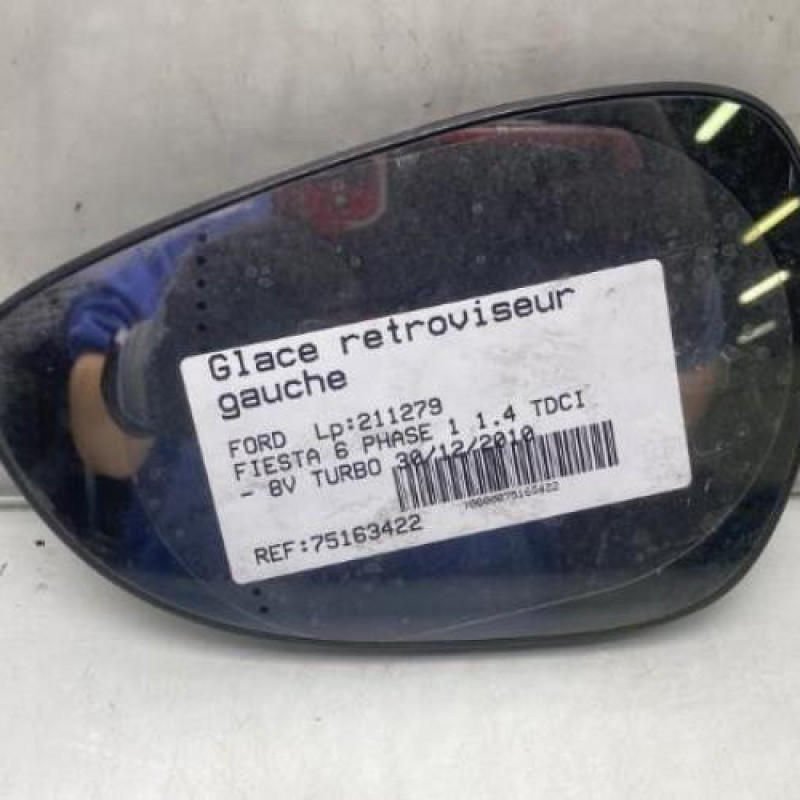 Glace retroviseur
gauche
FORD Lp:211279
FIESTA 6 PHASE 1 1.4 TDCI
- 8V TURBO 30/12/2010
REF:75163422